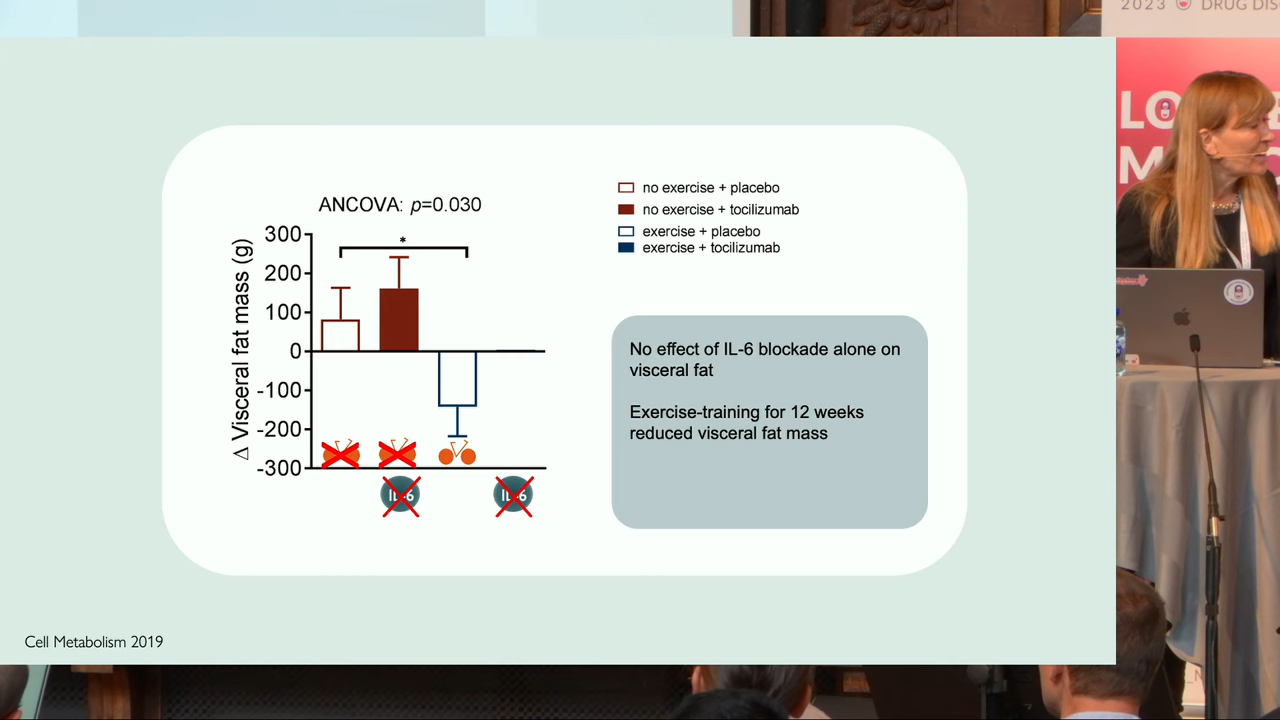 2023 DRUG DIS
LO
M
ANCOVA: p=0.030
*
Δ Visceral fat mass (g)
300
200
100
0
-100
-200
-300
IL-6
IL-6
no exercise + placebo
no exercise + tocilizumab
exercise + placebo
exercise + tocilizumab
No effect of IL-6 blockade alone on
visceral fat
Exercise-training for 12 weeks
reduced visceral fat mass
Cell Metabolism 2019